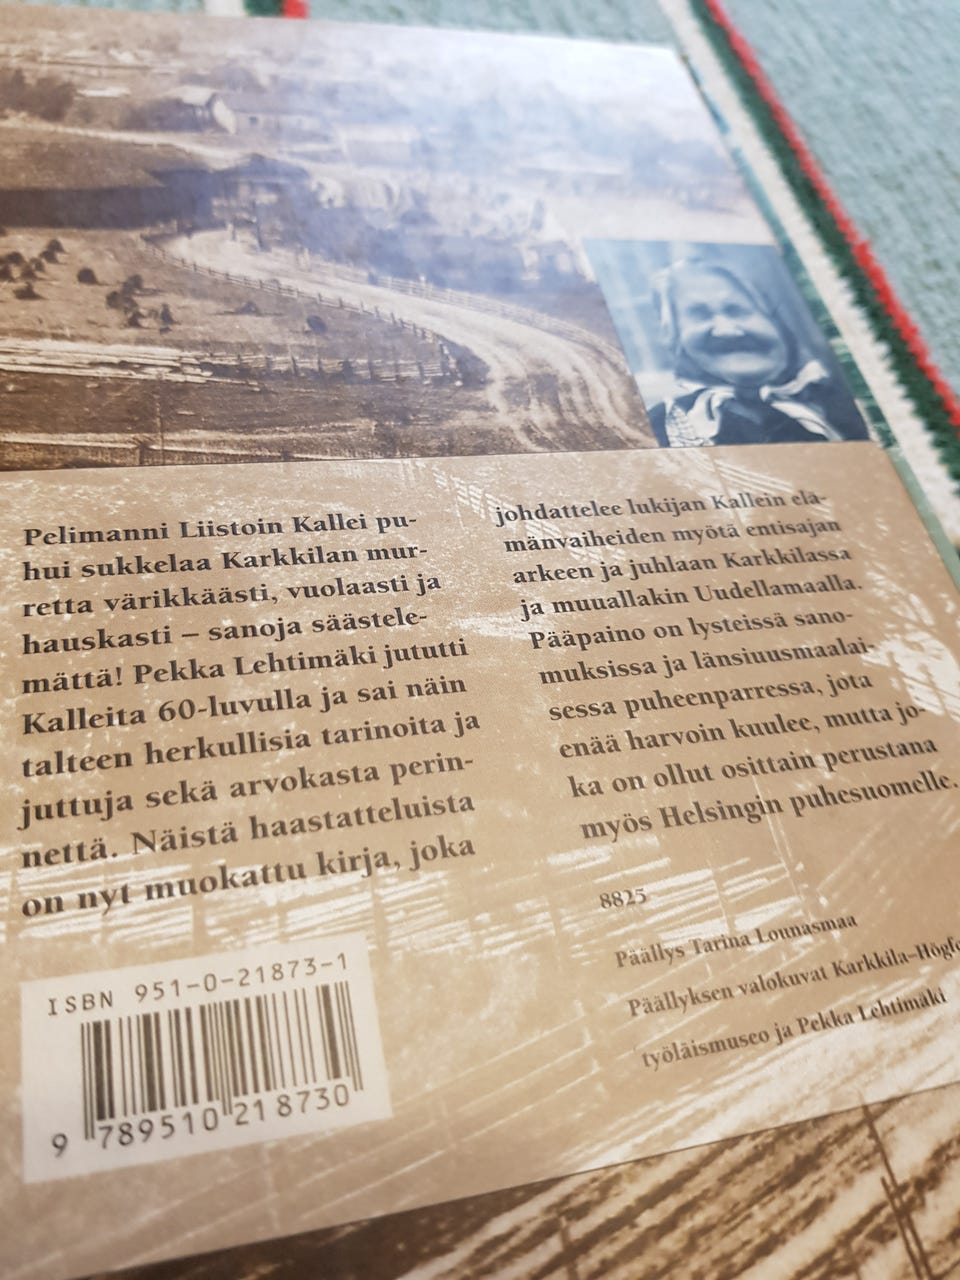 Pelimanni Liistoin Kallei pu-
hui sukkelaa Karkkilan mur-
retta värikkäästi, vuolaasti ja
hauskasti – sanoja säästele-
mättä! Pekka Lehtimäki jututti
Kalleita 60-luvulla ja sai näin
talteen herkullisia tarinoita ja
juttuja sekä arvokasta perin-
nettä. Näistä haastatteluista
on nyt muokattu kirja, joka
johdattelee lukijan Kallein elä-
mänvaiheiden myötä entisajan
arkeen ja juhlaan Karkkilassa
ja muuallakin Uudellamaalla.
Pääpaino on lysteissä sano-
muksissa ja länsiuusmaalai-
sessa puheenparressa, jota
enää harvoin kuulee, mutta jo-
ka on ollut osittain perustana
myös Helsingin puhesuomelle.
8825
Päällys Tarina Lounasmaa
Päällyksen valokuvat Karkkila–Högfo
työläismuseo ja Pekka Lehtimäki
ISBN 951-0-21873-1
9 789510 218730